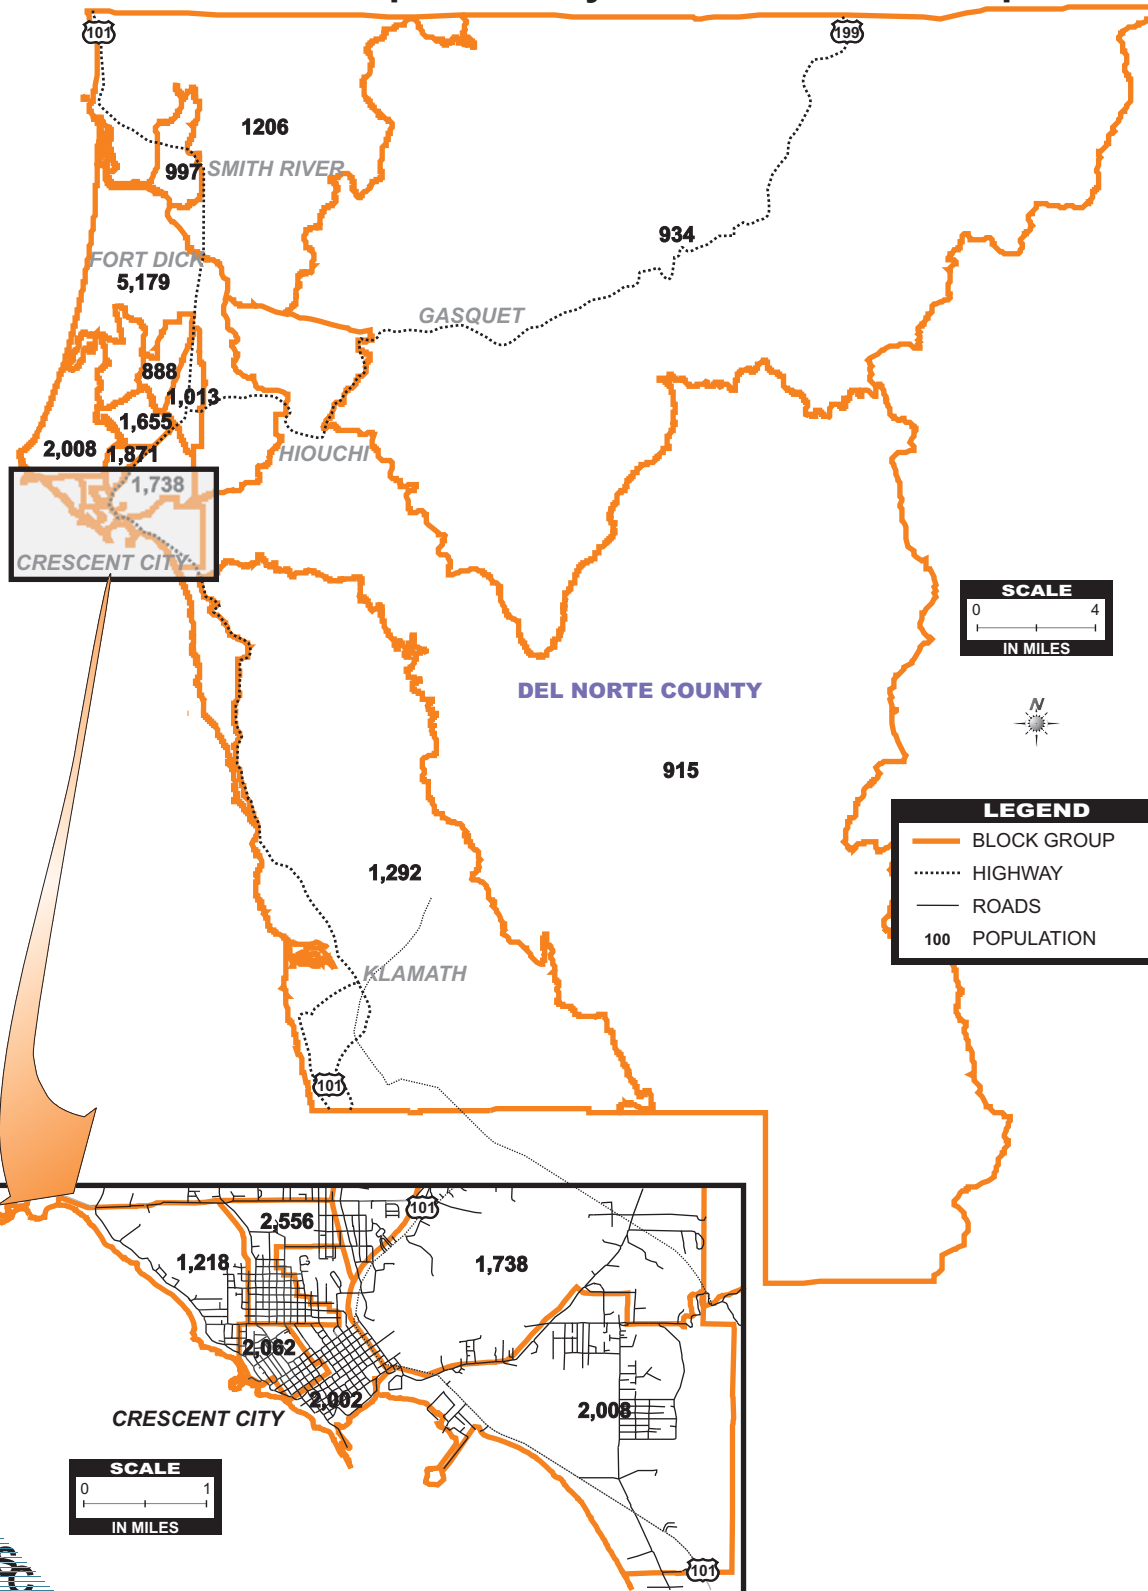 101
199
1206
997 SMITH RIVER
934
FORT DICK
5,179
GASQUET
888
1,013
1,655
2,008 1,871
HIOUCHI
1,738
CRESCENT CITY
SCALE
0 4
IN MILES
DEL NORTE COUNTY
N
915
LEGEND
BLOCK GROUP
HIGHWAY
ROADS
100 POPULATION
1,292
KLAMATH
101
101
2,556
1,218
1,738
2,062
2,002
2,008
CRESCENT CITY
SCALE
0 1
IN MILES
101